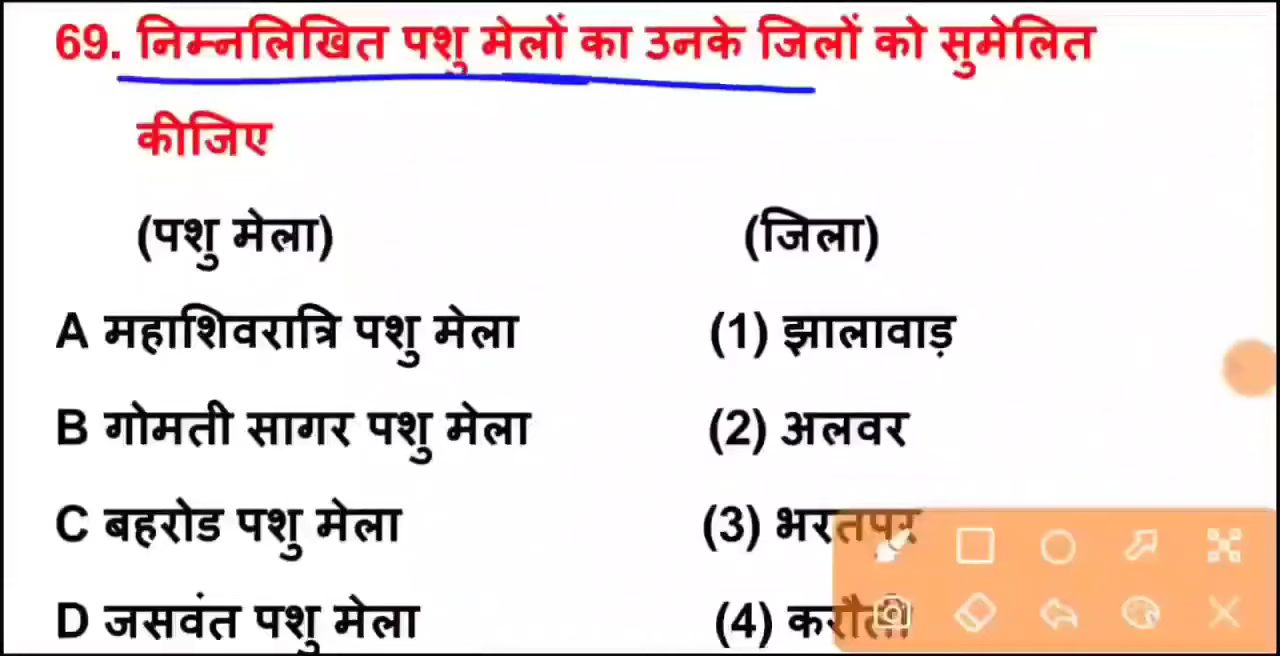 69. निम्नलिखित पशु मेलों का उनके जिलों को सुमेलित
कीजिए
(पशु मेला) (जिला)
A महाशिवरात्रि पशु मेला (1) झालावाड़
B गोमती सागर पशु मेला (2) अलवर
C बहरोड पशु मेला (3) भरतपुर
D जसवंत पशु मेला (4) करौली